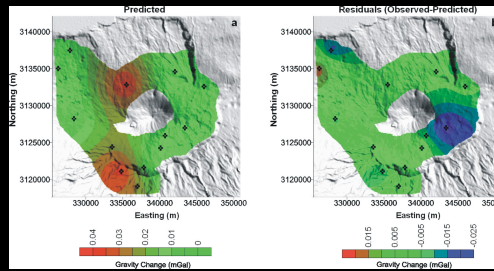 Predicted
a
3140000
3135000
3130000
3125000
3120000
Northing (m)
330000 335000 340000 345000 350000
Easting (m)
0.04 0.03 0.02 0.01
Gravity Change (mGal)
Residuals (Observed-Predicted)
3140000
3135000
3130000
3125000
3120000
Northing (m)
330000 335000 340000 345000 350000
Easting (m)
0.015 0.005 -0.005 -0.015 -0.025
Gravity Change (mGal)